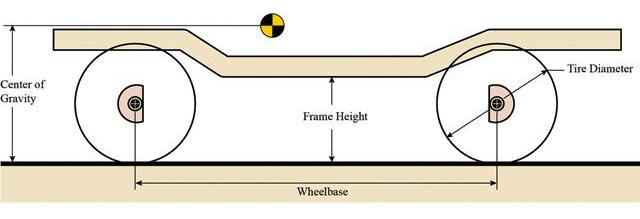 Center of
Gravity
Tire Diameter
Frame Height
Wheelbase